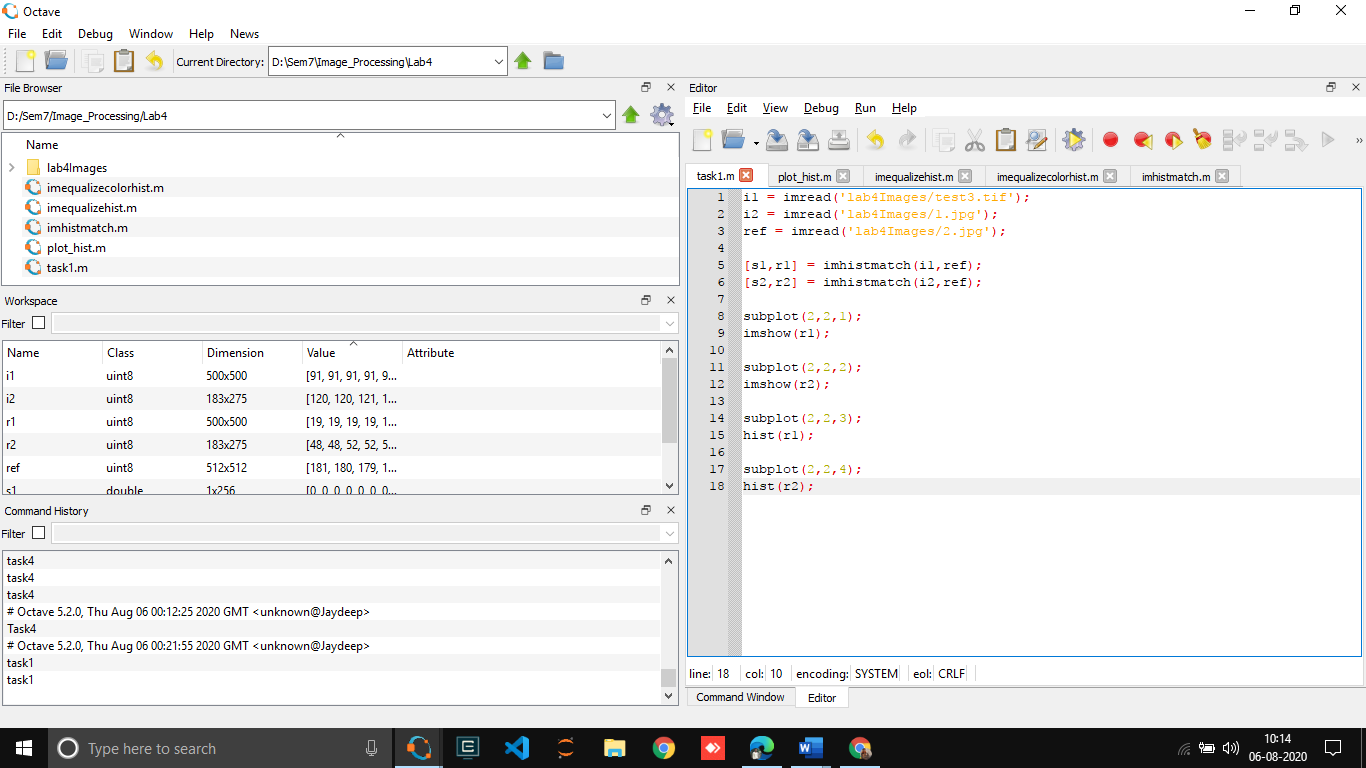 Octave
File Edit Debug Window Help News
Current Directory: D:\Sem7\Image_Processing\Lab4
File Browser
D:/Sem7/Image_Processing/Lab4
Name
lab4Images
imequalizecolorhist.m
imequalizehist.m
imhistmatch.m
plot_hist.m
task1.m
Workspace
Filter
Name Class Dimension Value Attribute
i1 uint8 500x500 [91, 91, 91, 91, 9...
i2 uint8 183x275 [120, 120, 121, 1...
r1 uint8 500x500 [19, 19, 19, 19, 1...
r2 uint8 183x275 [48, 48, 52, 52, 5...
ref uint8 512x512 [181, 180, 179, 1...
s1 double 1x256 [0, 0, 0, 0, 0, 0, 0...
Command History
Filter
task4
task4
task4
# Octave 5.2.0, Thu Aug 06 00:12:25 2020 GMT <unknown@Jaydeep>
Task4
# Octave 5.2.0, Thu Aug 06 00:21:55 2020 GMT <unknown@Jaydeep>
task1
task1
Editor
File Edit View Debug Run Help
task1.m plot_hist.m imequalizehist.m imequalizecolorhist.m imhistmatch.m
1 i1 = imread('lab4Images/test3.tif');
2 i2 = imread('lab4Images/1.jpg');
3 ref = imread('lab4Images/2.jpg');
4
5 [s1,r1] = imhistmatch(i1,ref);
6 [s2,r2] = imhistmatch(i2,ref);
7
8 subplot(2,2,1);
9 imshow(r1);
10
11 subplot(2,2,2);
12 imshow(r2);
13
14 subplot(2,2,3);
15 hist(r1);
16
17 subplot(2,2,4);
18 hist(r2);
line: 18 col: 10 encoding: SYSTEM eol: CRLF
Command Window Editor
Type here to search
10:14
06-08-2020